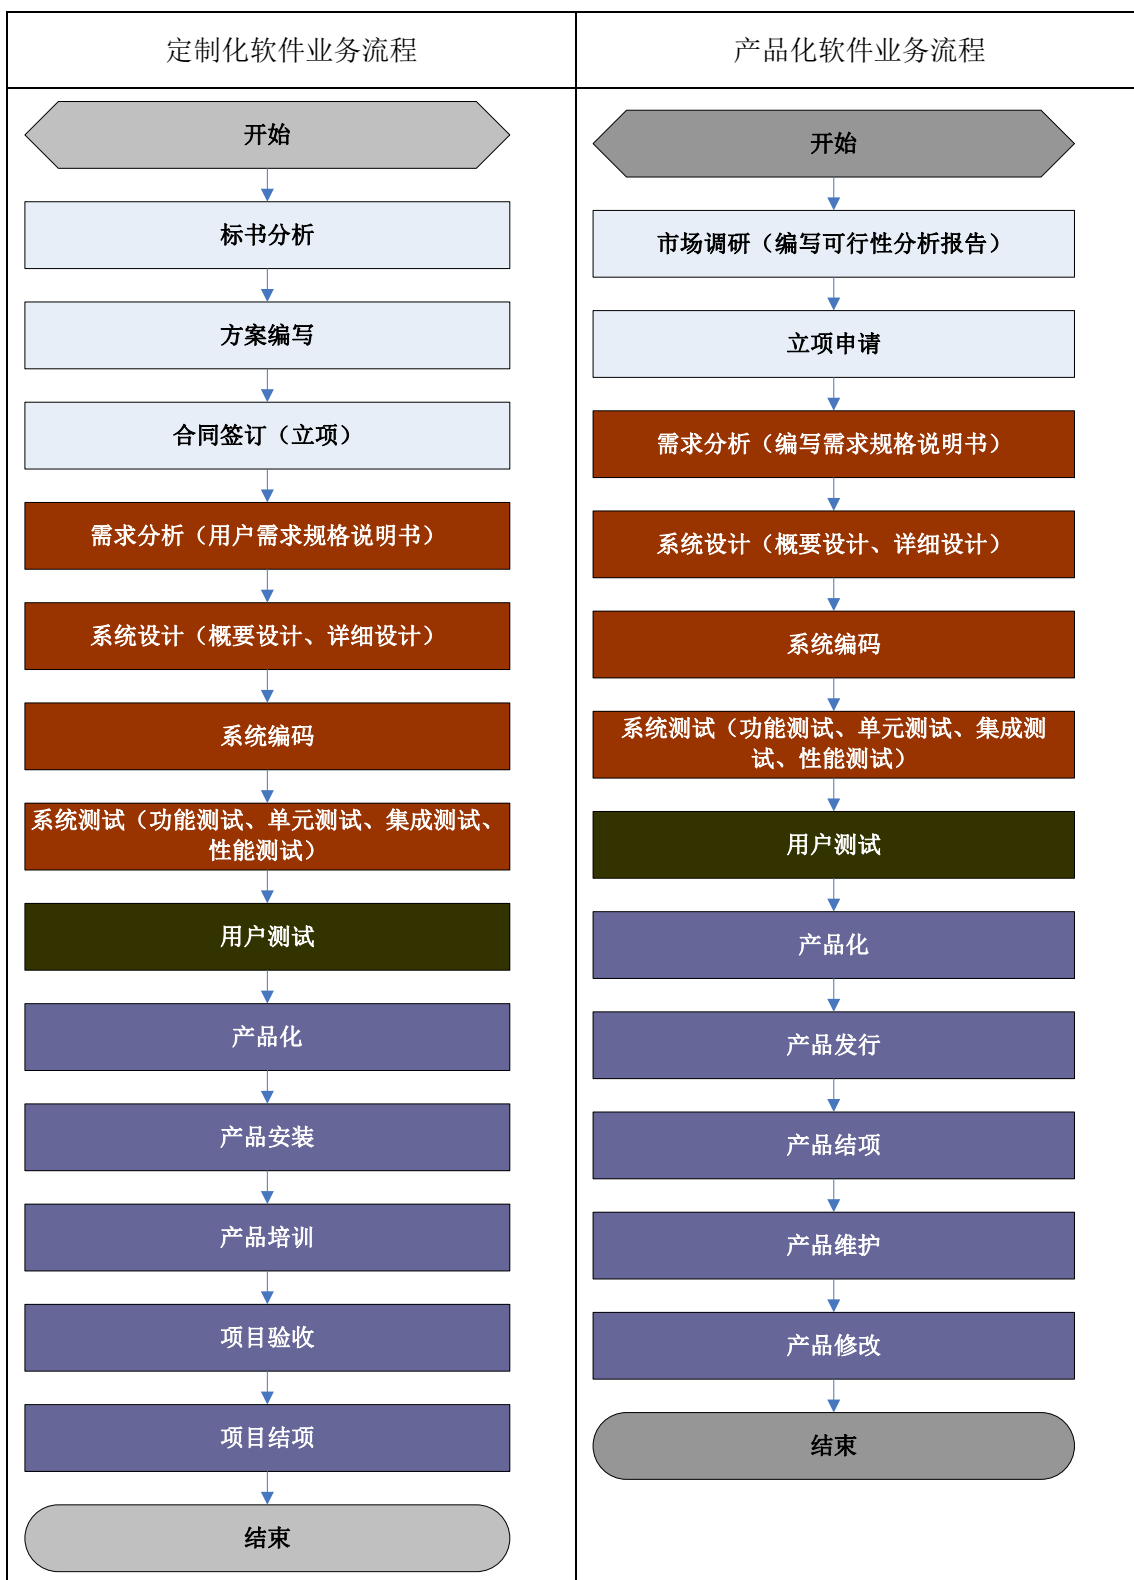 定制化软件业务流程
产品化软件业务流程
开始
标书分析
方案编写
合同签订（立项）
需求分析（用户需求规格说明书）
系统设计（概要设计、详细设计）
系统编码
系统测试（功能测试、单元测试、集成测试、
性能测试）
用户测试
产品化
产品安装
产品培训
项目验收
项目结项
结束
开始
市场调研（编写可行性分析报告）
立项申请
需求分析（编写需求规格说明书）
系统设计（概要设计、详细设计）
系统编码
系统测试（功能测试、单元测试、集成测
试、性能测试）
用户测试
产品化
产品发行
产品结项
产品维护
产品修改
结束